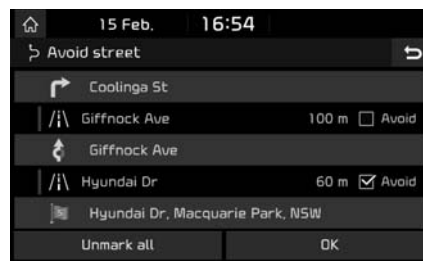 15 Feb. 16:54
Avoid street
Coolinga St
Giffnock Ave 100 m Avoid
Giffnock Ave
Hyundai Dr 60 m Avoid
Hyundai Dr, Macquarie Park, NSW
Unmark all OK